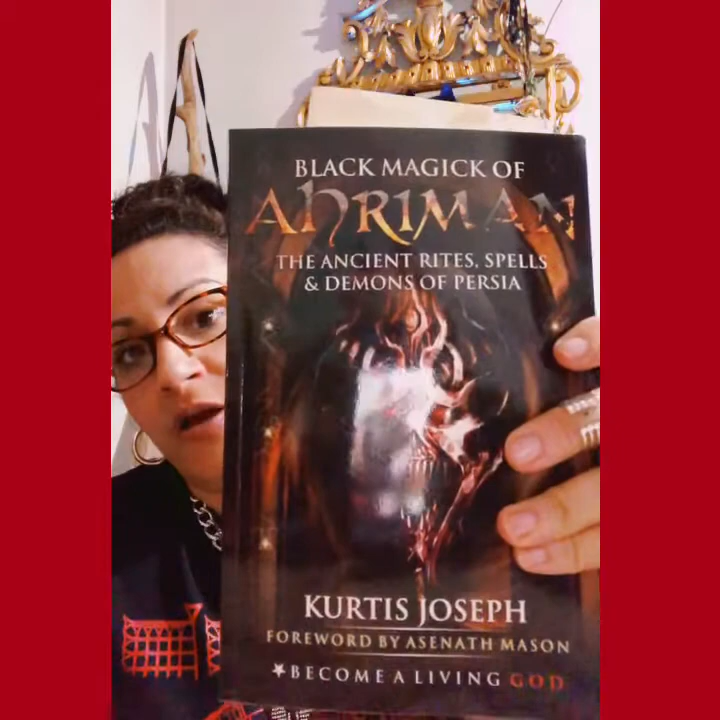 BLACK MAGICK OF
AHRIMAN
THE ANCIENT RITES, SPELLS
& DEMONS OF PERSIA
KURTIS JOSEPH
FOREWORD BY ASENATH MASON
★BECOME A LIVING GOD